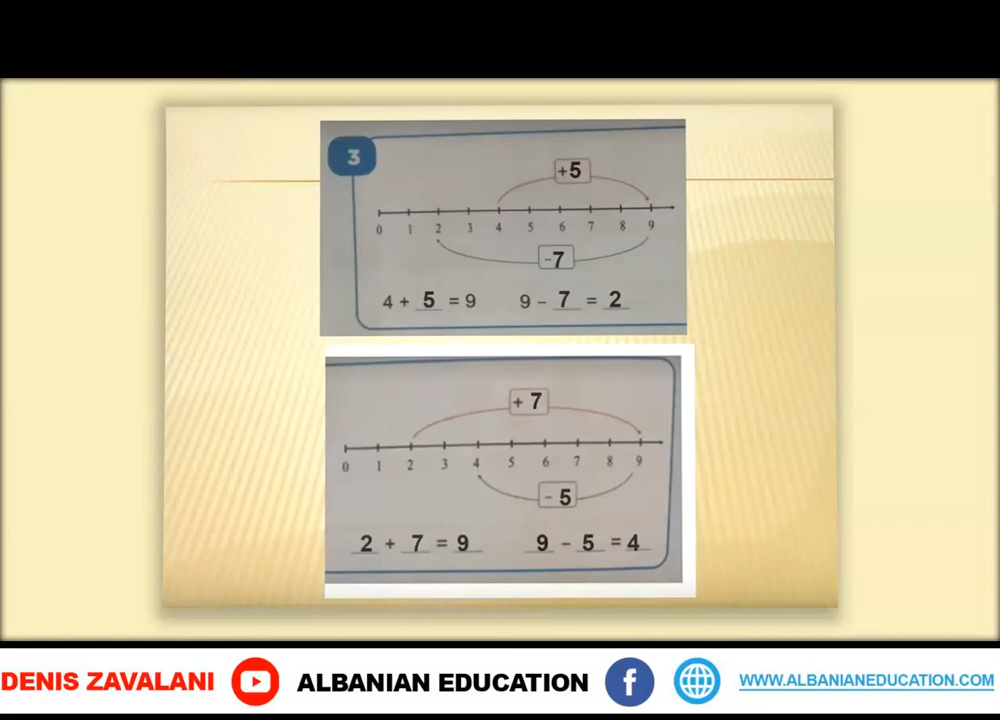 3
+5
0 1 2 3 4 5 6 7 8 9
-7
4 + 5 = 9 9 - 7 = 2
+ 7
0 1 2 3 4 5 6 7 8 9
- 5
2 + 7 = 9 9 - 5 = 4
DENIS ZAVALANI ALBANIAN EDUCATION f WWW.ALBANIANEDUCATION.COM